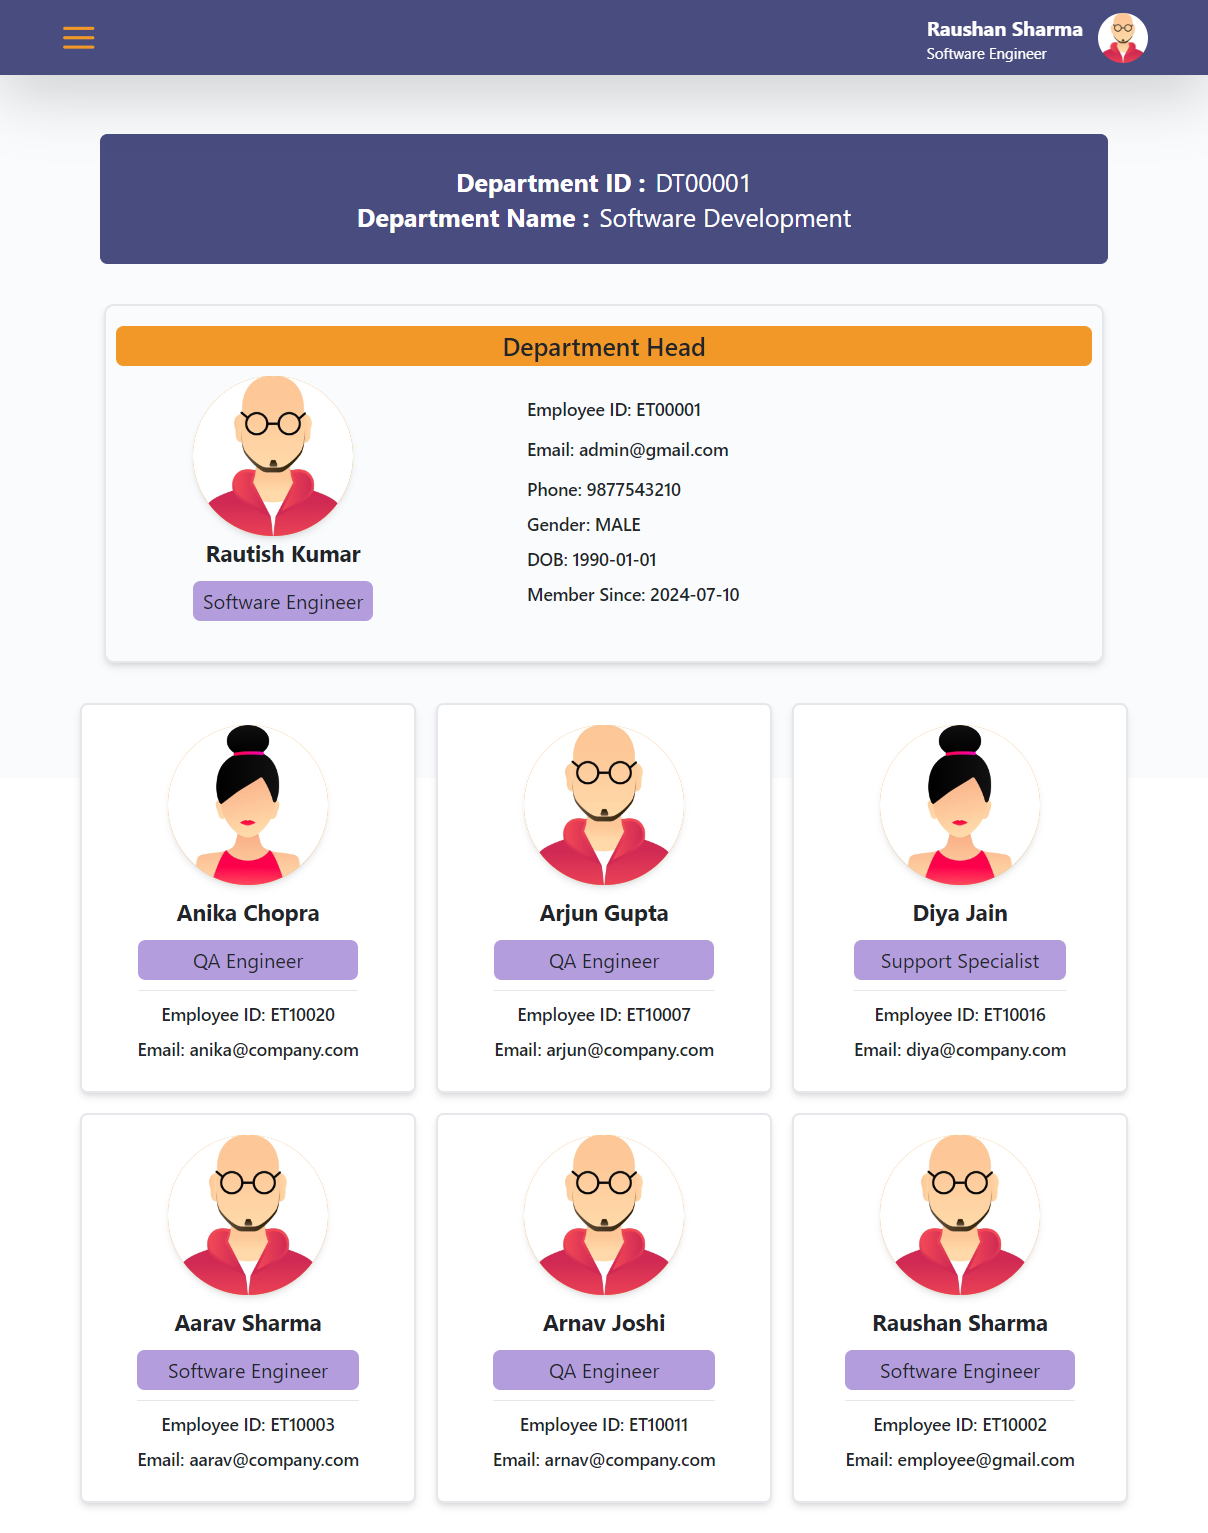 Raushan Sharma
Software Engineer
Department ID : DT00001
Department Name : Software Development
Department Head
Rautish Kumar
Software Engineer
Employee ID: ET00001
Email: admin@gmail.com
Phone: 9877543210
Gender: MALE
DOB: 1990-01-01
Member Since: 2024-07-10
Anika Chopra
QA Engineer
Employee ID: ET10020
Email: anika@company.com
Arjun Gupta
QA Engineer
Employee ID: ET10007
Email: arjun@company.com
Diya Jain
Support Specialist
Employee ID: ET10016
Email: diya@company.com
Aarav Sharma
Software Engineer
Employee ID: ET10003
Email: aarav@company.com
Arnav Joshi
QA Engineer
Employee ID: ET10011
Email: arnav@company.com
Raushan Sharma
Software Engineer
Employee ID: ET10002
Email: employee@gmail.com